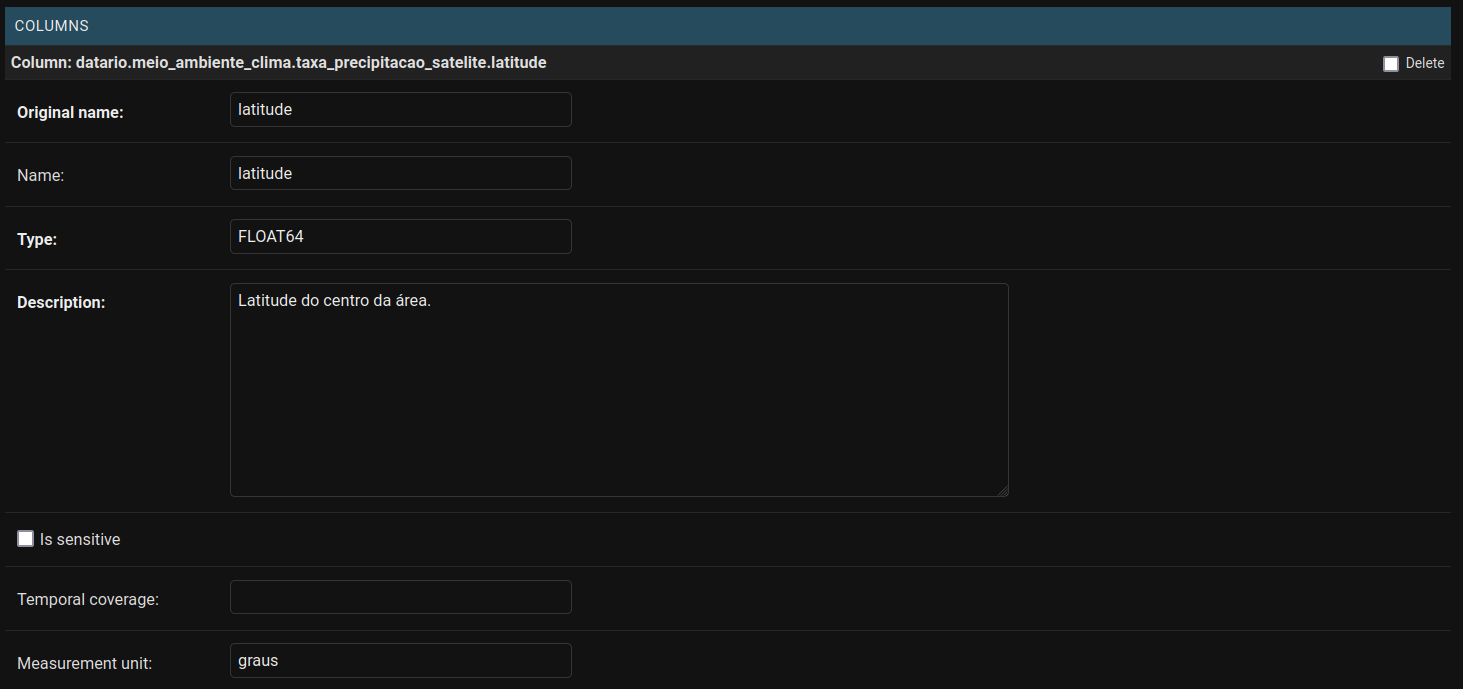 COLUMNS
Column: datario.meio_ambiente_clima.taxa_precipitacao_satelite.latitude Delete
Original name: latitude
Name: latitude
Type: FLOAT64
Description: Latitude do centro da área.
Is sensitive
Temporal coverage:
Measurement unit: graus